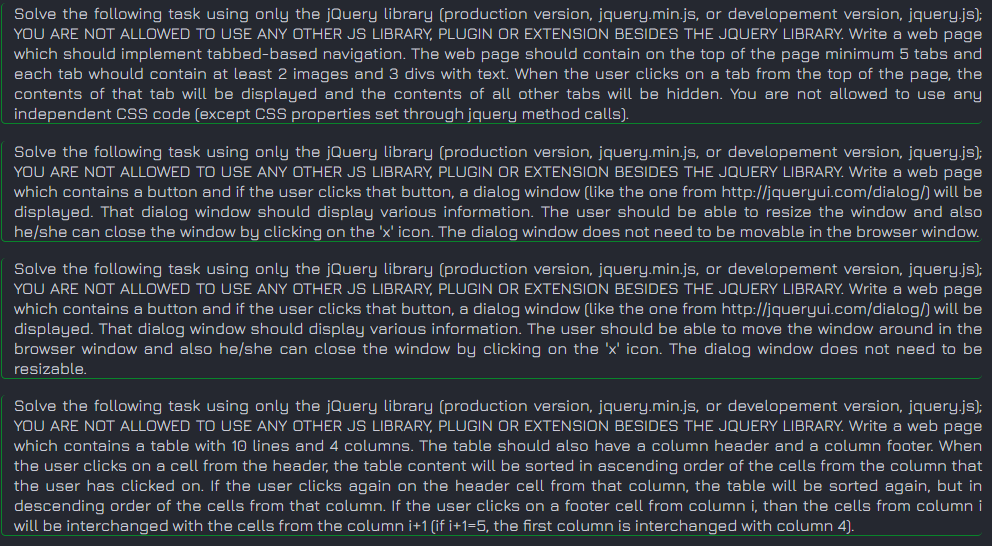 Solve the following task using only the jQuery library (production version, jquery.min.js, or developement version, jquery.js);
YOU ARE NOT ALLOWED TO USE ANY OTHER JS LIBRARY, PLUGIN OR EXTENSION BESIDES THE JQUERY LIBRARY. Write a web page
which should implement tabbed-based navigation. The web page should contain on the top of the page minimum 5 tabs and
each tab whould contain at least 2 images and 3 divs with text. When the user clicks on a tab from the top of the page, the
contents of that tab will be displayed and the contents of all other tabs will be hidden. You are not allowed to use any
independent CSS code (except CSS properties set through jquery method calls).
Solve the following task using only the jQuery library (production version, jquery.min.js, or developement version, jquery.js);
YOU ARE NOT ALLOWED TO USE ANY OTHER JS LIBRARY, PLUGIN OR EXTENSION BESIDES THE JQUERY LIBRARY. Write a web page
which contains a button and if the user clicks that button, a dialog window (like the one from http://jqueryui.com/dialog/) will be
displayed. That dialog window should display various information. The user should be able to resize the window and also
he/she can close the window by clicking on the 'x' icon. The dialog window does not need to be movable in the browser window.
Solve the following task using only the jQuery library (production version, jquery.min.js, or developement version, jquery.js);
YOU ARE NOT ALLOWED TO USE ANY OTHER JS LIBRARY, PLUGIN OR EXTENSION BESIDES THE JQUERY LIBRARY. Write a web page
which contains a button and if the user clicks that button, a dialog window (like the one from http://jqueryui.com/dialog/) will be
displayed. That dialog window should display various information. The user should be able to move the window around in the
browser window and also he/she can close the window by clicking on the 'x' icon. The dialog window does not need to be
resizable.
Solve the following task using only the jQuery library (production version, jquery.min.js, or developement version, jquery.js);
YOU ARE NOT ALLOWED TO USE ANY OTHER JS LIBRARY, PLUGIN OR EXTENSION BESIDES THE JQUERY LIBRARY. Write a web page
which contains a table with 10 lines and 4 columns. The table should also have a column header and a column footer. When
the user clicks on a cell from the header, the table content will be sorted in ascending order of the cells from the column that
the user has clicked on. If the user clicks again on the header cell from that column, the table will be sorted again, but in
descending order of the cells from that column. If the user clicks on a footer cell from column i, than the cells from column i
will be interchanged with the cells from the column i+1 (if i+1=5, the first column is interchanged with column 4).